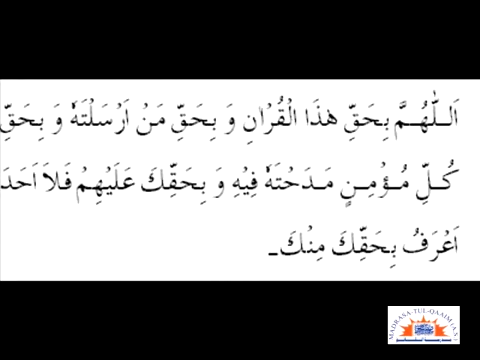 اَللّٰهُمَّ بِحَقِّ هٰذَا الْقُرْاٰنِ وَ بِحَقِّ مَنْ اَرْسَلْتَهٗ وَ بِحَقِّ
كُلِّ مُؤْمِنٍ مَدَحْتَهٗ فِيْهِ وَ بِحَقِّكَ عَلَيْهِمْ فَلَا اَحَدَ
اَعْرَفُ بِحَقِّكَ مِنْكَ۔
MADRASA-TUL-QAAIM (A.S)